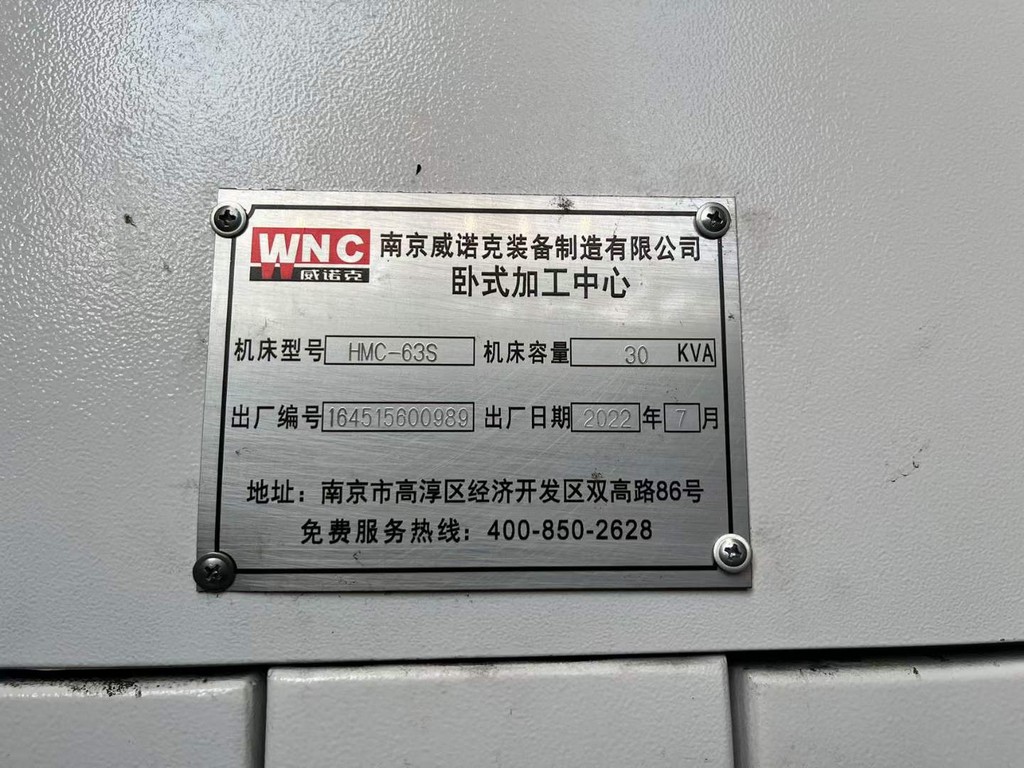 WNC 南京威诺克装备制造有限公司
威诺克 卧式加工中心
机床型号 HMC-63S 机床容量 30 KVA
出厂编号 164515600989 出厂日期 2022 年 7 月
地址：南京市高淳区经济开发区双高路86号
免费服务热线：400-850-2628